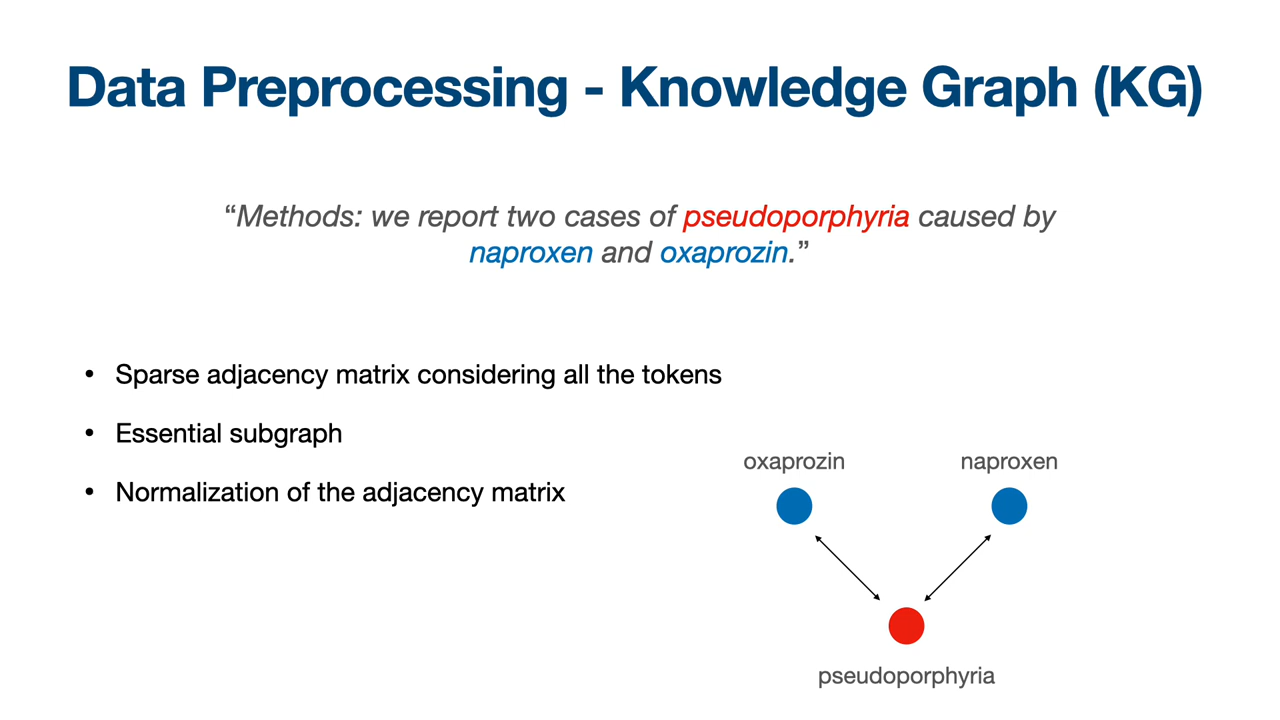 Data Preprocessing - Knowledge Graph (KG)
“Methods: we report two cases of pseudoporphyria caused by
naproxen and oxaprozin.”
• Sparse adjacency matrix considering all the tokens
• Essential subgraph
• Normalization of the adjacency matrix
oxaprozin
naproxen
pseudoporphyria